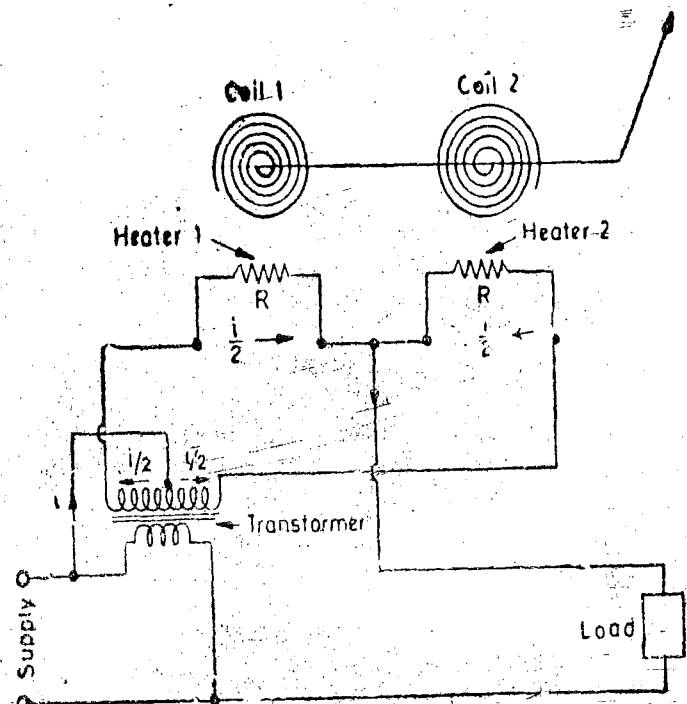 Coil 1
Coil 2
Heater 1
Heater 2
R
R
i/2
i/2
i/2
i/2
i
Transformer
Supply
Load